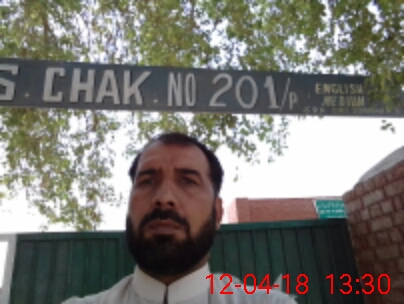 S. CHAK. NO 201/P
ENGLISH
MEDIUM
12-04-18 13:30